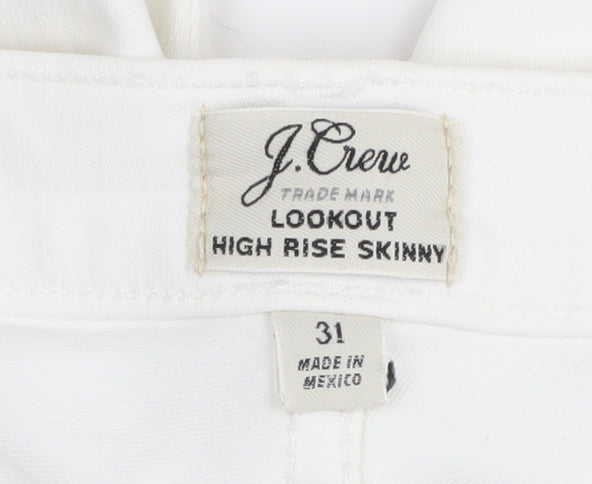 J.Crew
TRADE MARK
LOOKOUT
HIGH RISE SKINNY
31
MADE IN
MEXICO